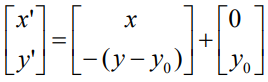 [x' y'] = [x -(y - y₀)] + [0 y₀]